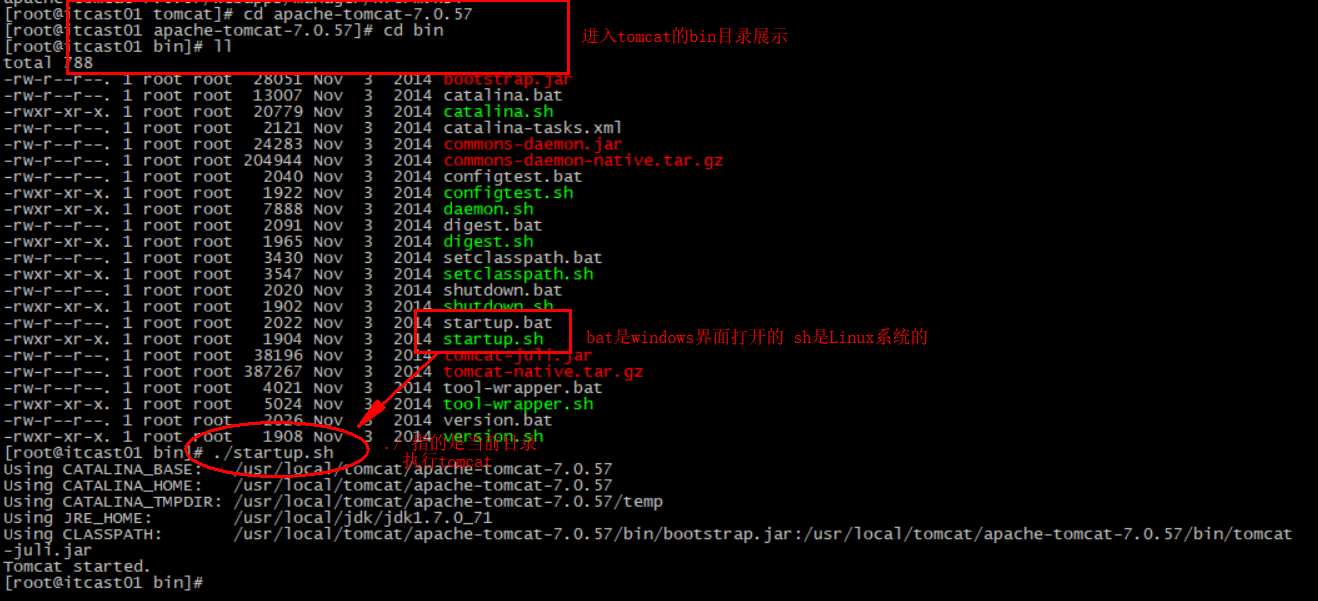 [root@itcast01 tomcat]# cd apache-tomcat-7.0.57
[root@itcast01 apache-tomcat-7.0.57]# cd bin
进入tomcat的bin目录展示
[root@itcast01 bin]# ll
total 788
-rw-r--r--. 1 root root 28051 Nov 3 2014 bootstrap.jar
-rw-r--r--. 1 root root 13007 Nov 3 2014 catalina.bat
-rwxr-xr-x. 1 root root 20779 Nov 3 2014 catalina.sh
-rw-r--r--. 1 root root 2121 Nov 3 2014 catalina-tasks.xml
-rw-r--r--. 1 root root 24283 Nov 3 2014 commons-daemon.jar
-rw-r--r--. 1 root root 204944 Nov 3 2014 commons-daemon-native.tar.gz
-rw-r--r--. 1 root root 2040 Nov 3 2014 configtest.bat
-rwxr-xr-x. 1 root root 1922 Nov 3 2014 configtest.sh
-rwxr-xr-x. 1 root root 7888 Nov 3 2014 daemon.sh
-rw-r--r--. 1 root root 2091 Nov 3 2014 digest.bat
-rwxr-xr-x. 1 root root 1965 Nov 3 2014 digest.sh
-rw-r--r--. 1 root root 3430 Nov 3 2014 setclasspath.bat
-rwxr-xr-x. 1 root root 3547 Nov 3 2014 setclasspath.sh
-rw-r--r--. 1 root root 2020 Nov 3 2014 shutdown.bat
-rwxr-xr-x. 1 root root 1902 Nov 3 2014 shutdown.sh
-rw-r--r--. 1 root root 2022 Nov 3 2014 startup.bat
-rwxr-xr-x. 1 root root 1904 Nov 3 2014 startup.sh
bat是windows界面打开的 sh是Linux系统的
-rw-r--r--. 1 root root 38196 Nov 3 2014 tomcat-juli.jar
-rw-r--r--. 1 root root 387267 Nov 3 2014 tomcat-native.tar.gz
-rw-r--r--. 1 root root 4021 Nov 3 2014 tool-wrapper.bat
-rwxr-xr-x. 1 root root 5024 Nov 3 2014 tool-wrapper.sh
-rw-r--r--. 1 root root 2026 Nov 3 2014 version.bat
-rwxr-xr-x. 1 root root 1908 Nov 3 2014 version.sh
./ 指的是当前目录
[root@itcast01 bin]# ./startup.sh
执行tomcat
Using CATALINA_BASE: /usr/local/tomcat/apache-tomcat-7.0.57
Using CATALINA_HOME: /usr/local/tomcat/apache-tomcat-7.0.57
Using CATALINA_TMPDIR: /usr/local/tomcat/apache-tomcat-7.0.57/temp
Using JRE_HOME: /usr/local/jdk/jdk1.7.0_71
Using CLASSPATH: /usr/local/tomcat/apache-tomcat-7.0.57/bin/bootstrap.jar:/usr/local/tomcat/apache-tomcat-7.0.57/bin/tomcat
-juli.jar
Tomcat started.
[root@itcast01 bin]#